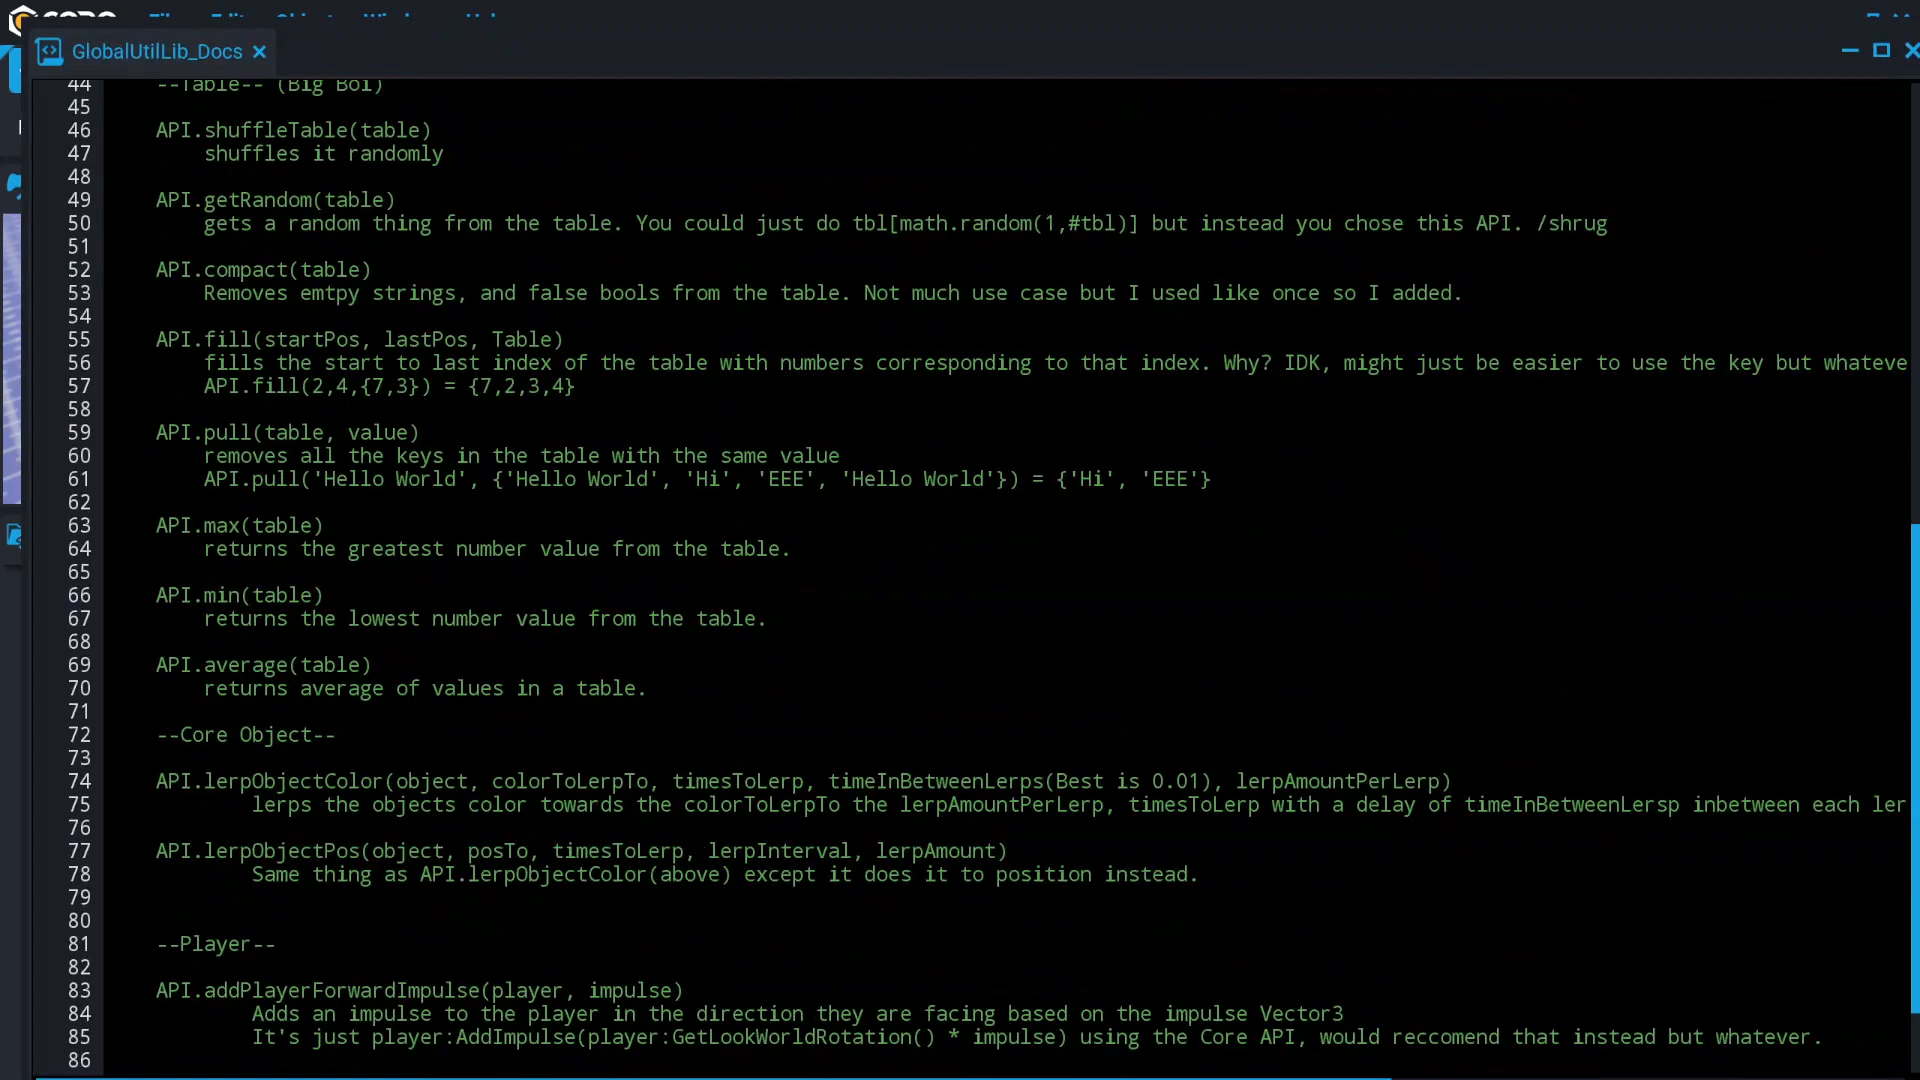 GlobalUtilLib_Docs
44 --Table-- (Big Boi)
45
46 API.shuffleTable(table)
47 shuffles it randomly
48
49 API.getRandom(table)
50 gets a random thing from the table. You could just do tbl[math.random(1,#tbl)] but instead you chose this API. /shrug
51
52 API.compact(table)
53 Removes emtpy strings, and false bools from the table. Not much use case but I used like once so I added.
54
55 API.fill(startPos, lastPos, Table)
56 fills the start to last index of the table with numbers corresponding to that index. Why? IDK, might just be easier to use the key but whateve
57 API.fill(2,4,{7,3}) = {7,2,3,4}
58
59 API.pull(table, value)
60 removes all the keys in the table with the same value
61 API.pull('Hello World', {'Hello World', 'Hi', 'EEE', 'Hello World'}) = {'Hi', 'EEE'}
62
63 API.max(table)
64 returns the greatest number value from the table.
65
66 API.min(table)
67 returns the lowest number value from the table.
68
69 API.average(table)
70 returns average of values in a table.
71
72 --Core Object--
73
74 API.lerpObjectColor(object, colorToLerpTo, timesToLerp, timeInBetweenLerps(Best is 0.01), lerpAmountPerLerp)
75 lerps the objects color towards the colorToLerpTo the lerpAmountPerLerp, timesToLerp with a delay of timeInBetweenLersp inbetween each ler
76
77 API.lerpObjectPos(object, posTo, timesToLerp, lerpInterval, lerpAmount)
78 Same thing as API.lerpObjectColor(above) except it does it to position instead.
79
80
81 --Player--
82
83 API.addPlayerForwardImpulse(player, impulse)
84 Adds an impulse to the player in the direction they are facing based on the impulse Vector3
85 It's just player:AddImpulse(player:GetLookWorldRotation() * impulse) using the Core API, would reccomend that instead but whatever.
86